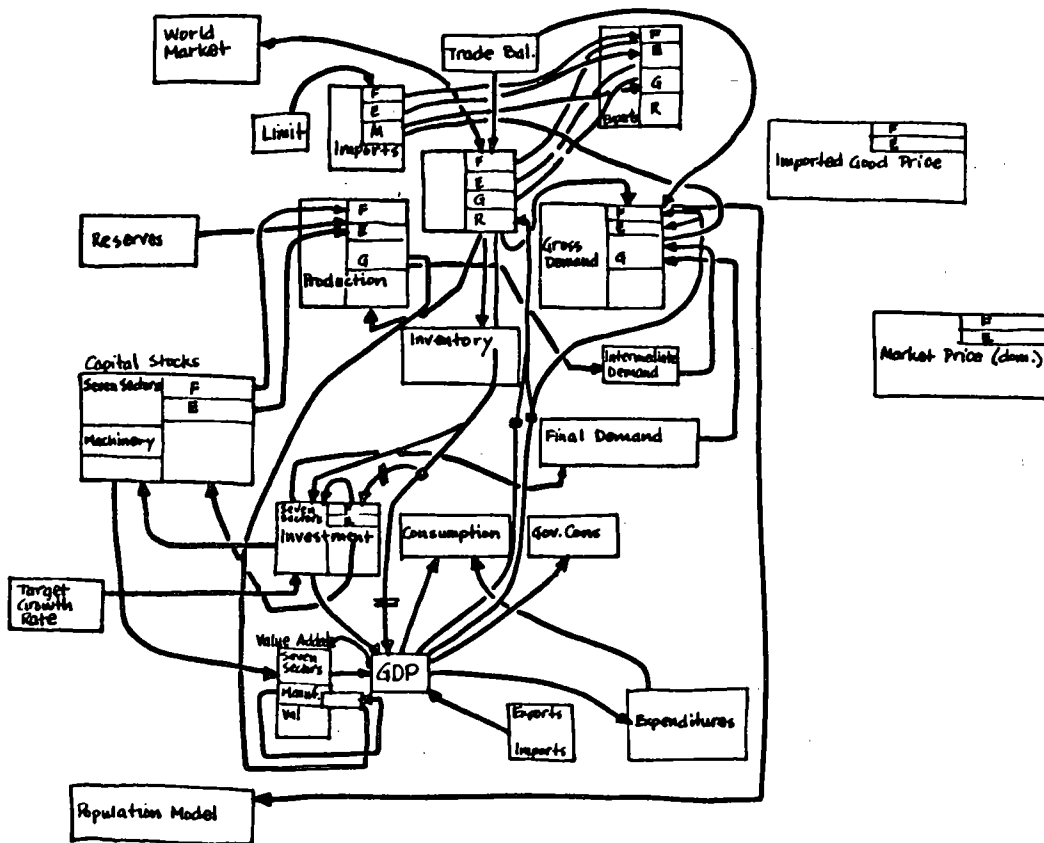 World
Market
Trade Bal.
F
E
G
R
Exports
Limit
F
E
M
Imports
F
E
G
R
F
E
Imported Good Price
Reserves
F
E
G
Production
F
E
Gross
Demand
G
Inventory
Intermediate
Demand
Market Price (dom.)
Capital Stocks
Seven Sectors
F
E
Machinery
Final Demand
Seven
Sectors
Investment
Consumption
Gov. Cons
Target
Growth
Rate
Value Added
Seven
Sectors
Maint.
Val
GDP
Exports
Imports
Expenditures
Population Model